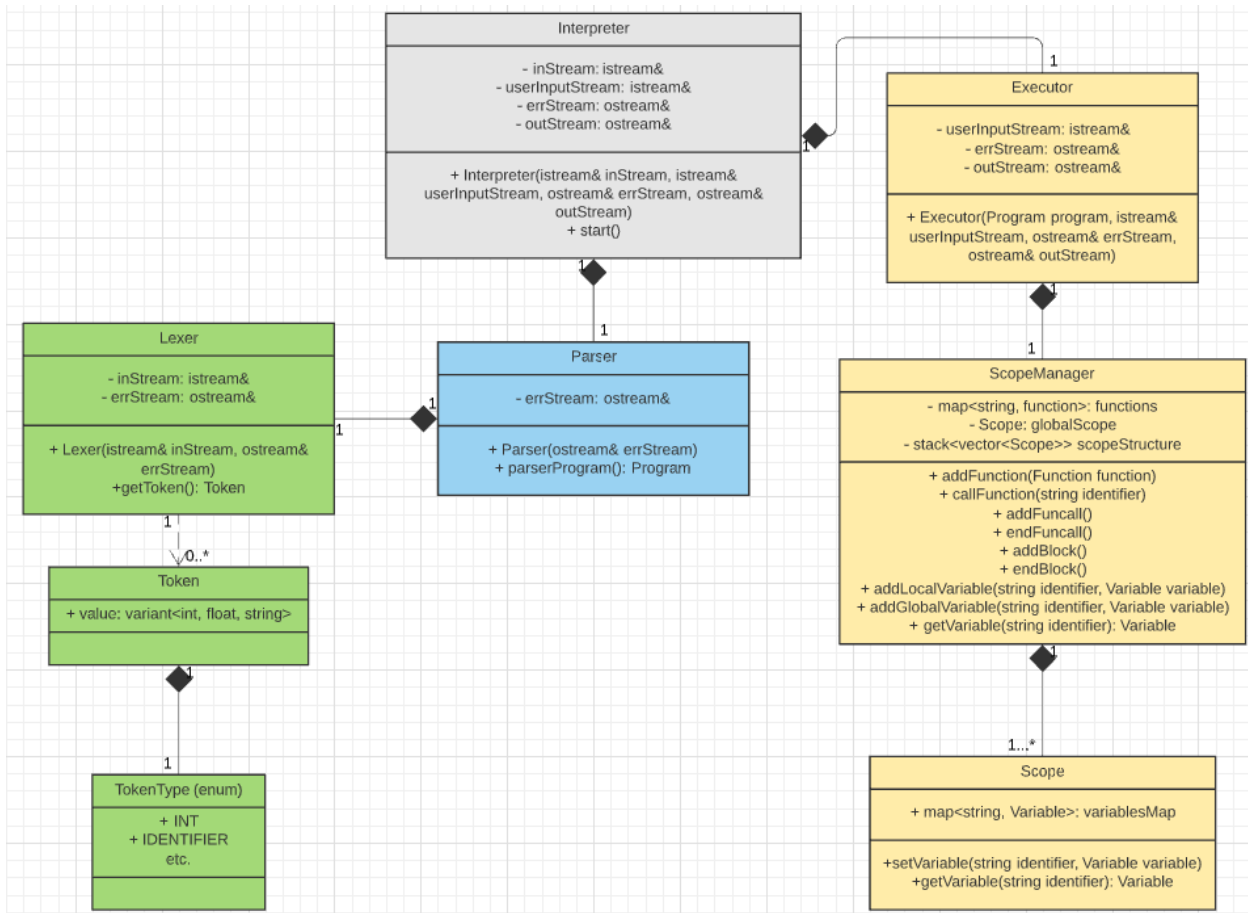 Interpreter
- inStream: istream&
- userInputStream: istream&
- errStream: ostream&
- outStream: ostream&
+ Interpreter(istream& inStream, istream&
userInputStream, ostream& errStream, ostream&
outStream)
+ start()
1
1
1
1
Executor
- userInputStream: istream&
- errStream: ostream&
- outStream: ostream&
+ Executor(Program program, istream&
userInputStream, ostream& errStream,
ostream& outStream)
1
1
Lexer
- inStream: istream&
- errStream: ostream&
+ Lexer(istream& inStream, ostream&
errStream)
+getToken(): Token
1
1
Parser
- errStream: ostream&
+ Parser(ostream& errStream)
+ parserProgram(): Program
ScopeManager
- map<string, function>: functions
- Scope: globalScope
- stack<vector<Scope>> scopeStructure
+ addFunction(Function function)
+ callFunction(string identifier)
+ addFuncall()
+ endFuncall()
+ addBlock()
+ endBlock()
+ addLocalVariable(string identifier, Variable variable)
+ addGlobalVariable(string identifier, Variable variable)
+ getVariable(string identifier): Variable
1
0..*
Token
+ value: variant<int, float, string>
1
1
TokenType (enum)
+ INT
+ IDENTIFIER
etc.
1
1...*
Scope
+ map<string, Variable>: variablesMap
+setVariable(string identifier, Variable variable)
+getVariable(string identifier): Variable